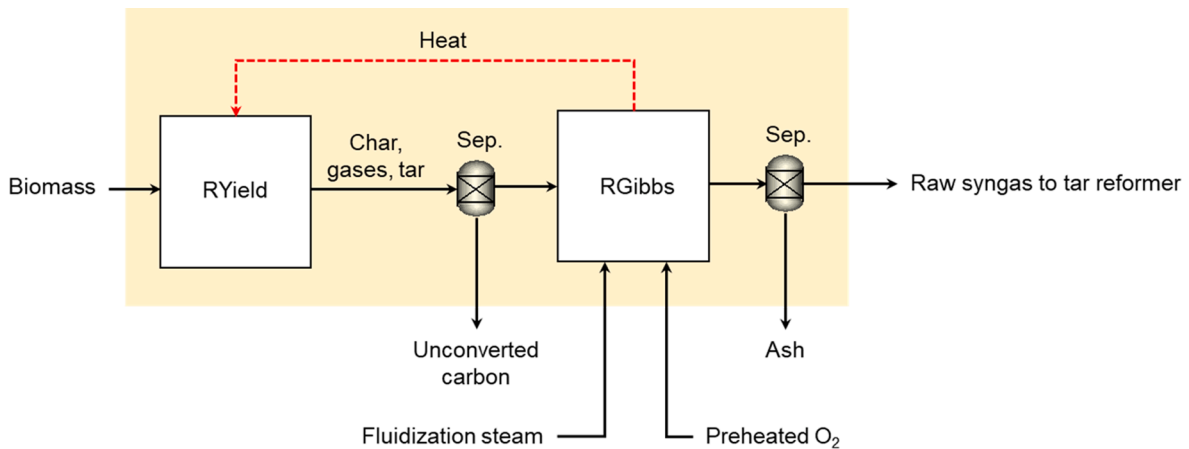 Heat
Biomass
RYield
Char,
gases, tar
Sep.
RGibbs
Sep.
Raw syngas to tar reformer
Unconverted
carbon
Ash
Fluidization steam
Preheated O₂